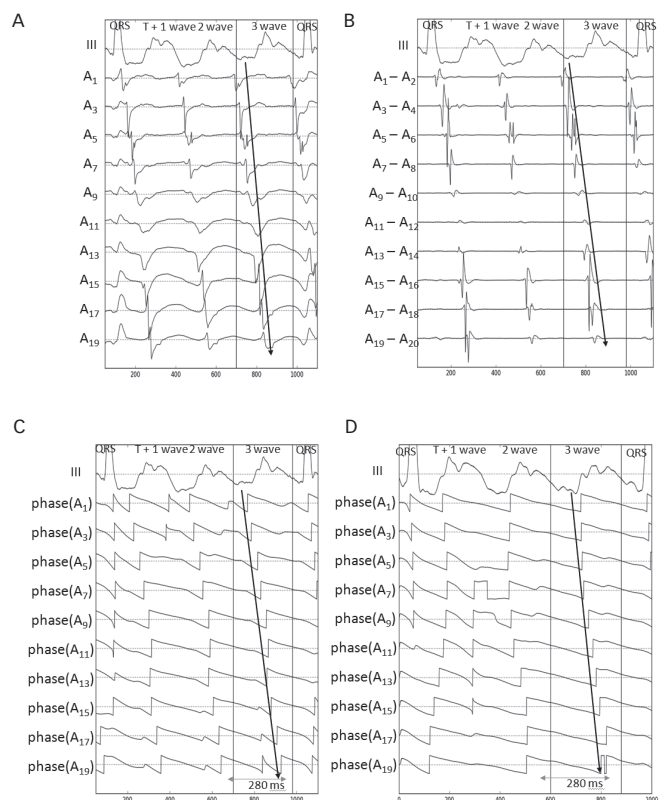 A
QRS T + 1 wave 2 wave 3 wave QRS
III
A1
A3
A5
A7
A9
A11
A13
A15
A17
A19
200 400 600 800 1000
B
QRS T + 1 wave 2 wave 3 wave QRS
III
A1 – A2
A3 – A4
A5 – A6
A7 – A8
A9 – A10
A11 – A12
A13 – A14
A15 – A16
A17 – A18
A19 – A20
200 400 600 800 1000
C
QRS T + 1 wave 2 wave 3 wave QRS
III
phase(A1)
phase(A3)
phase(A5)
phase(A7)
phase(A9)
phase(A11)
phase(A13)
phase(A15)
phase(A17)
phase(A19)
280 ms
200 400 600 800 1000
D
QRS T + 1 wave 2 wave 3 wave QRS
III
phase(A1)
phase(A3)
phase(A5)
phase(A7)
phase(A9)
phase(A11)
phase(A13)
phase(A15)
phase(A17)
phase(A19)
280 ms
0 200 400 600 800 1000